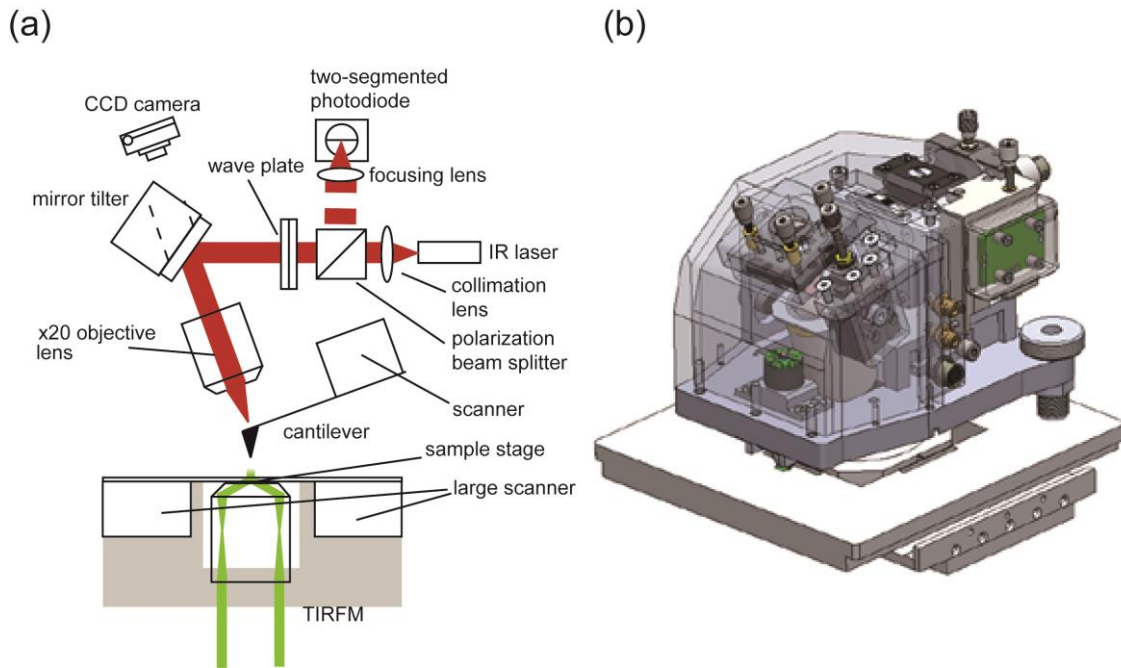 (a)
(b)
two-segmented
photodiode
CCD camera
wave plate
focusing lens
mirror tilter
IR laser
collimation
lens
x20 objective
lens
polarization
beam splitter
scanner
cantilever
sample stage
large scanner
TIRFM